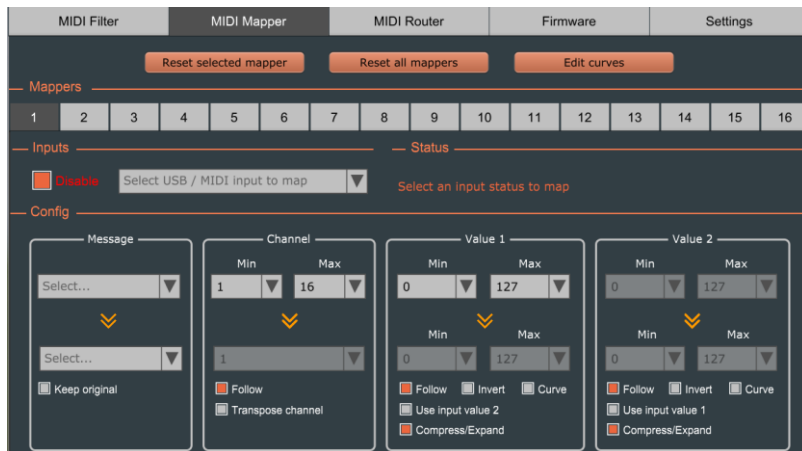 MIDI Filter MIDI Mapper MIDI Router Firmware Settings
Reset selected mapper Reset all mappers Edit curves
Mappers
1 2 3 4 5 6 7 8 9 10 11 12 13 14 15 16
Inputs Status
Disable Select USB / MIDI input to map Select an input status to map
Config
Message Channel Value 1 Value 2
Min Max Min Max Min Max
Select... 1 16 0 127 0 127
Min Max Min Max
Select... 1 0 127 0 127
Keep original Follow Follow Invert Curve Follow Invert Curve
Transpose channel Use input value 2 Use input value 1
Compress/Expand Compress/Expand